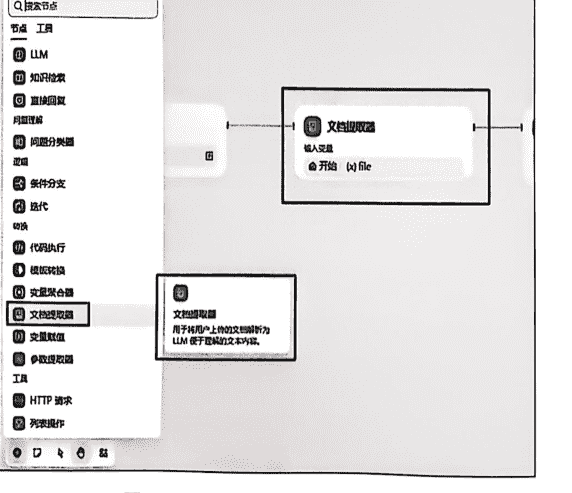 搜索节点
节点 工具
LLM
知识检索
直接回复
问题理解
问题分类器
逻辑
条件分支
迭代
转换
代码执行
模板转换
变量聚合器
文档提取器
变量赋值
参数提取器
工具
HTTP 请求
列表操作
文档提取器
输入变量
开始 (x) file
文档提取器
用于将用户上传的文档解析为
LLM 便于理解的文本内容。